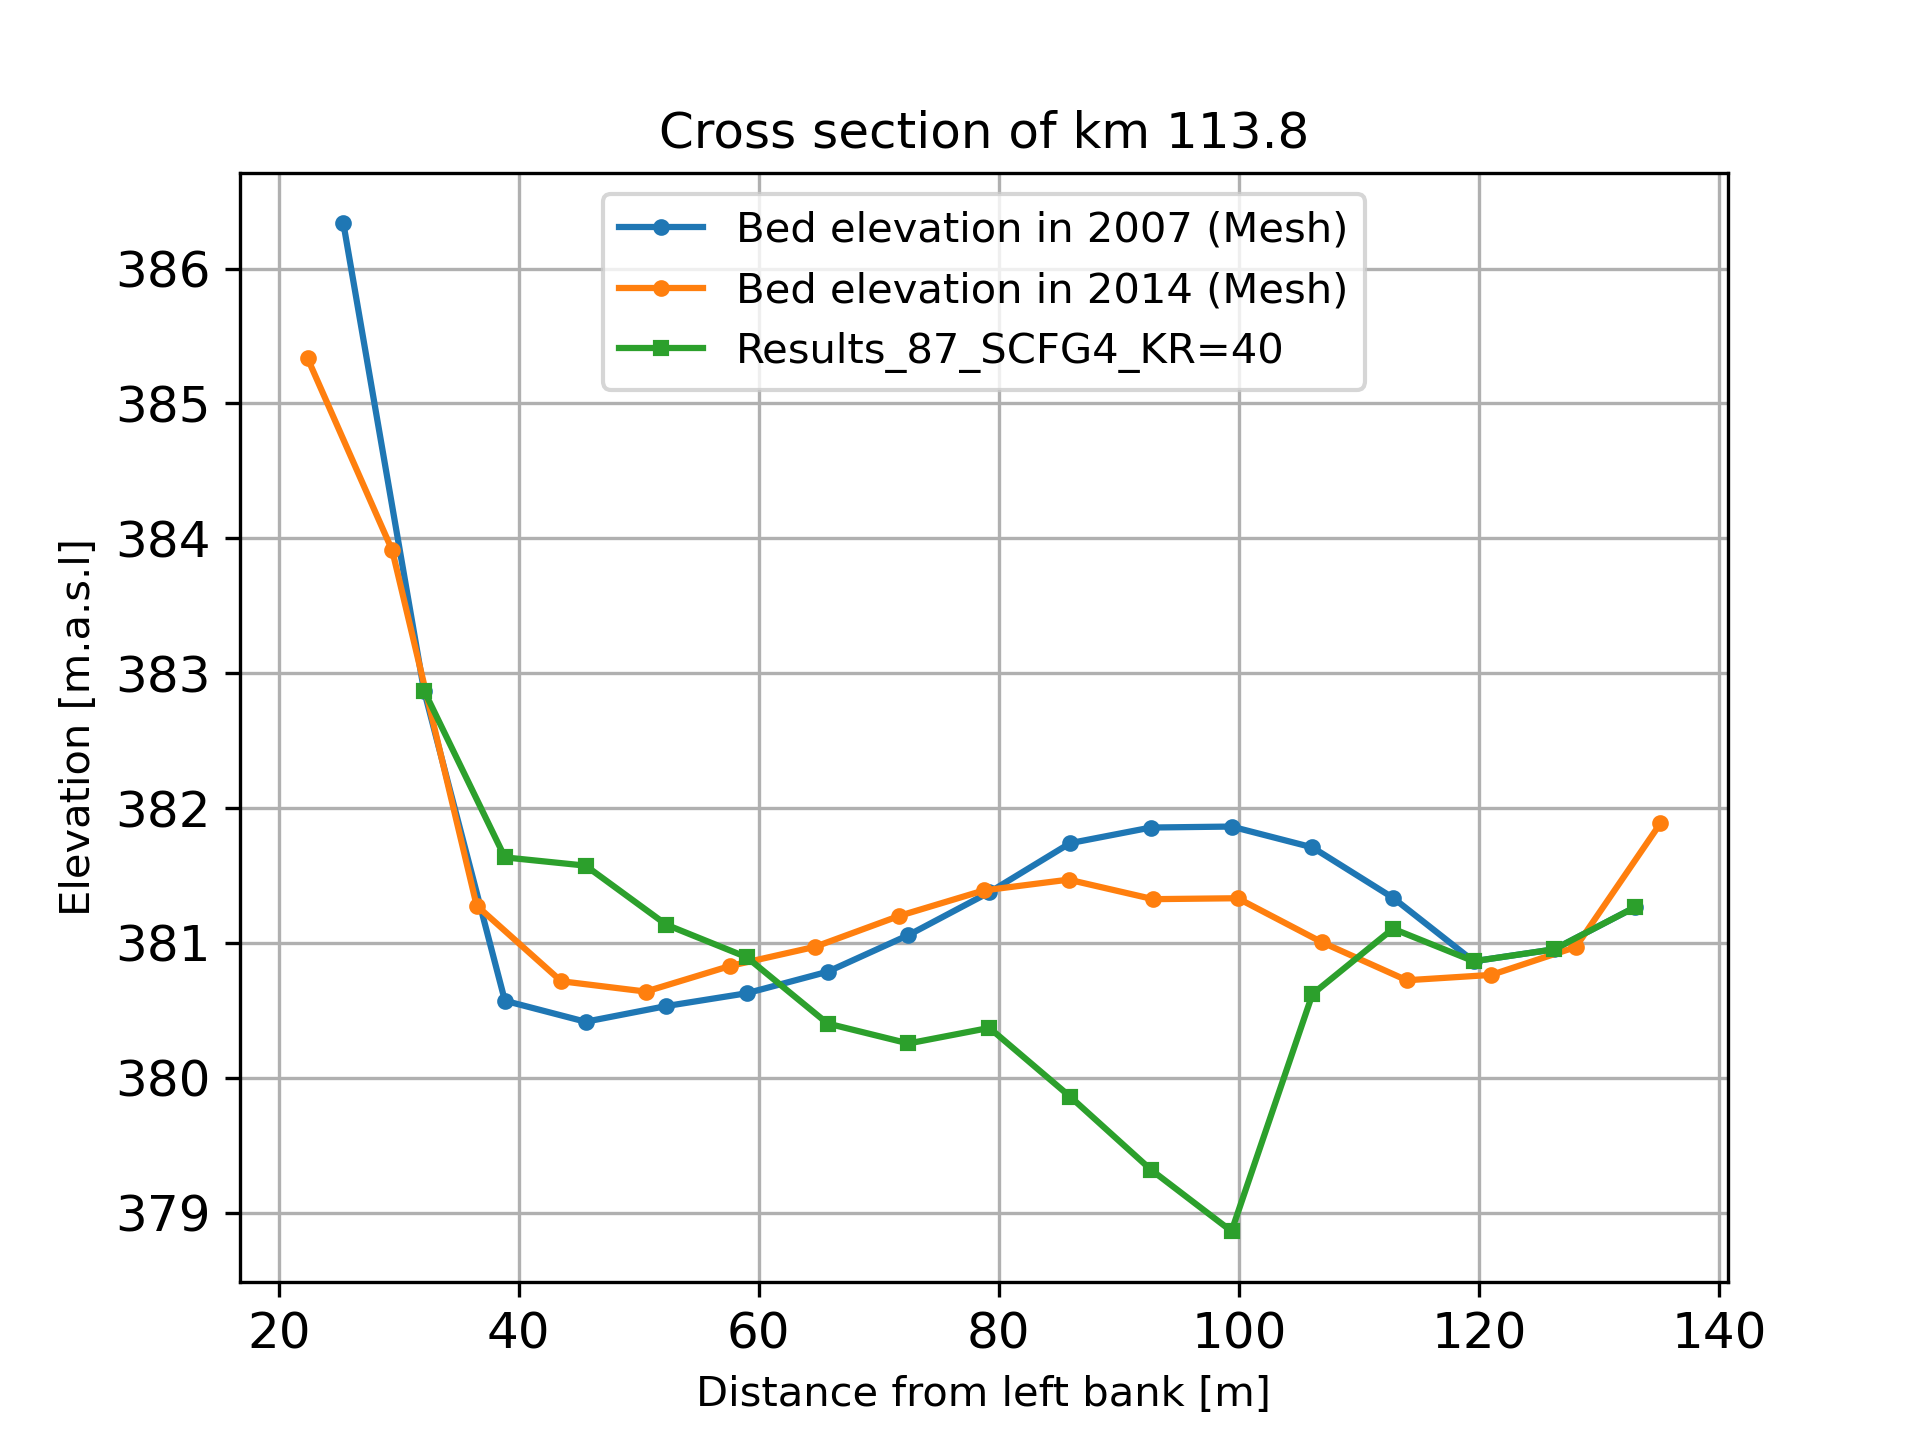 Cross section of km 113.8
Bed elevation in 2007 (Mesh)
Bed elevation in 2014 (Mesh)
Results_87_SCFG4_KR=40
Elevation [m.a.s.l]
386
385
384
383
382
381
380
379
20 40 60 80 100 120 140
Distance from left bank [m]